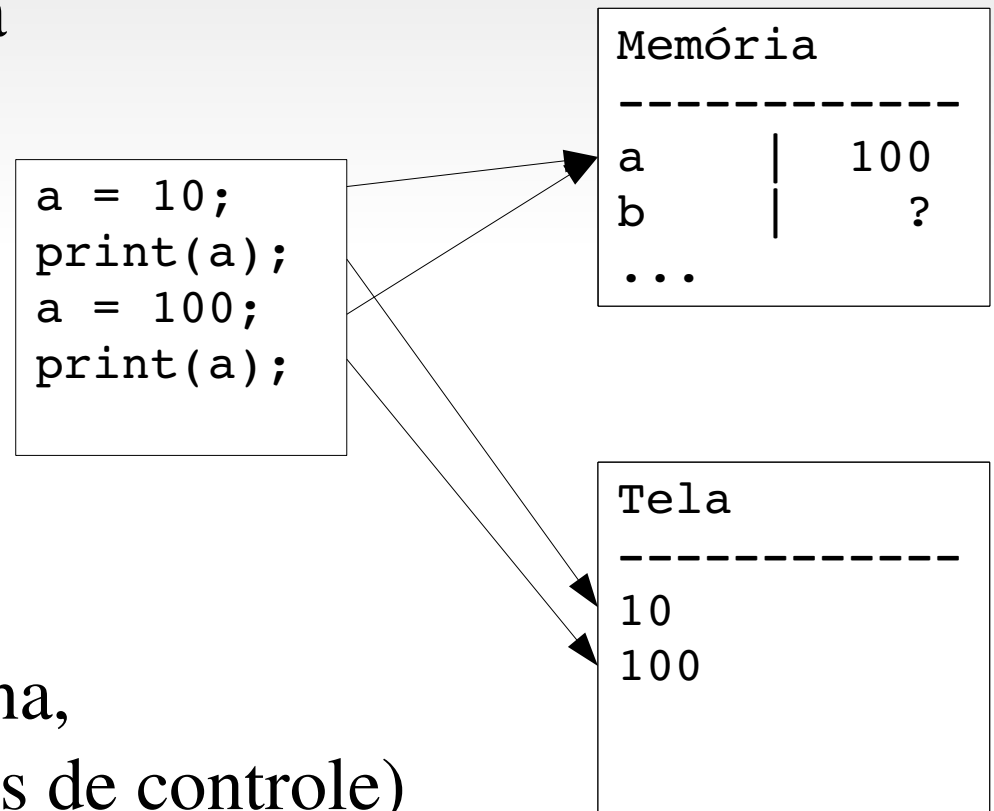 a = 10;
print(a);
a = 100;
print(a);
Memória
-------------
a | 100
b | ?
...
Tela
-------------
10
100
de controle)